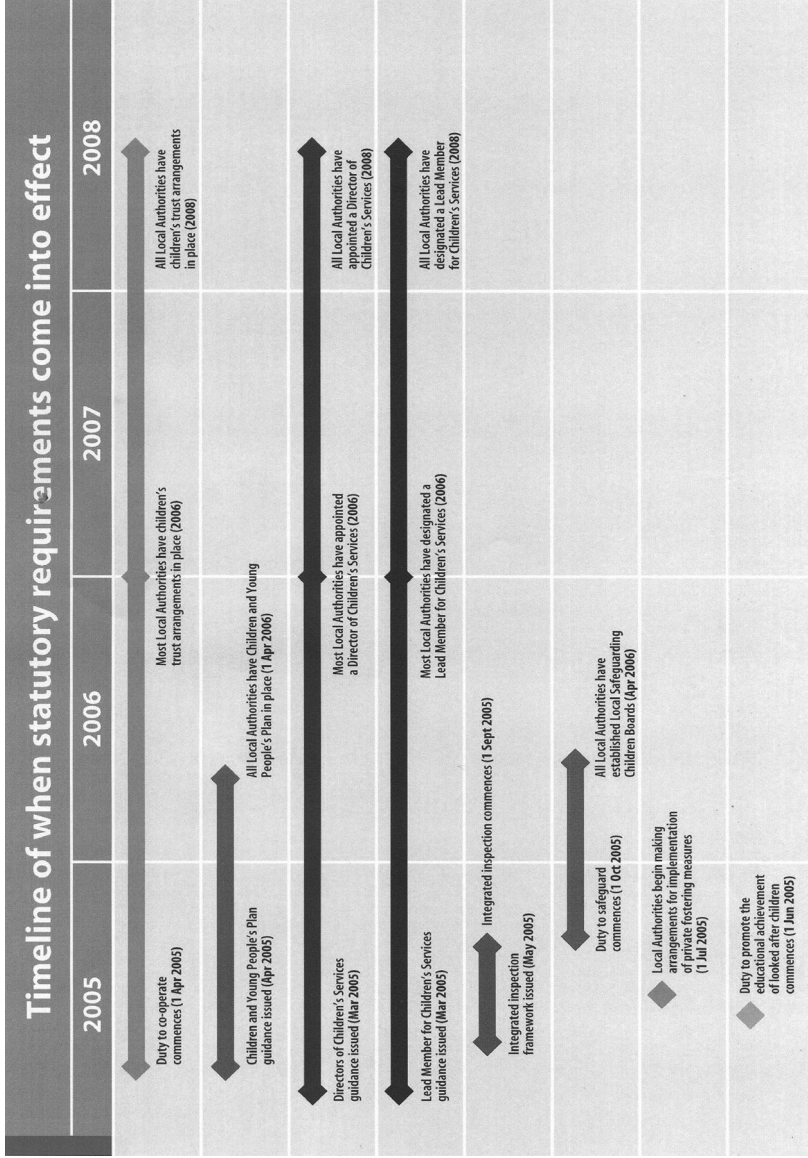 Timeline of when statutory requirements come into effect
2005
2006
2007
2008
Duty to co-operate
commences (1 Apr 2005)
Most Local Authorities have children's
trust arrangements in place (2006)
All Local Authorities have
children's trust arrangements
in place (2008)
Children and Young People's Plan
guidance issued (Apr 2005)
All Local Authorities have Children and Young
People's Plan in place (1 Apr 2006)
Directors of Children's Services
guidance issued (Mar 2005)
Most Local Authorities have appointed
a Director of Children's Services (2006)
All Local Authorities have
appointed a Director of
Children's Services (2008)
Lead Member for Children's Services
guidance issued (Mar 2005)
Most Local Authorities have designated a
Lead Member for Children's Services (2006)
All Local Authorities have
designated a Lead Member
for Children's Services (2008)
Integrated inspection
framework issued (May 2005)
Integrated inspection commences (1 Sept 2005)
Duty to safeguard
commences (1 Oct 2005)
All Local Authorities have
established Local Safeguarding
Children Boards (Apr 2006)
Local Authorities begin making
arrangements for implementation
of private fostering measures
(1 Jul 2005)
Duty to promote the
educational achievement
of looked after children
commences (1 Jun 2005)